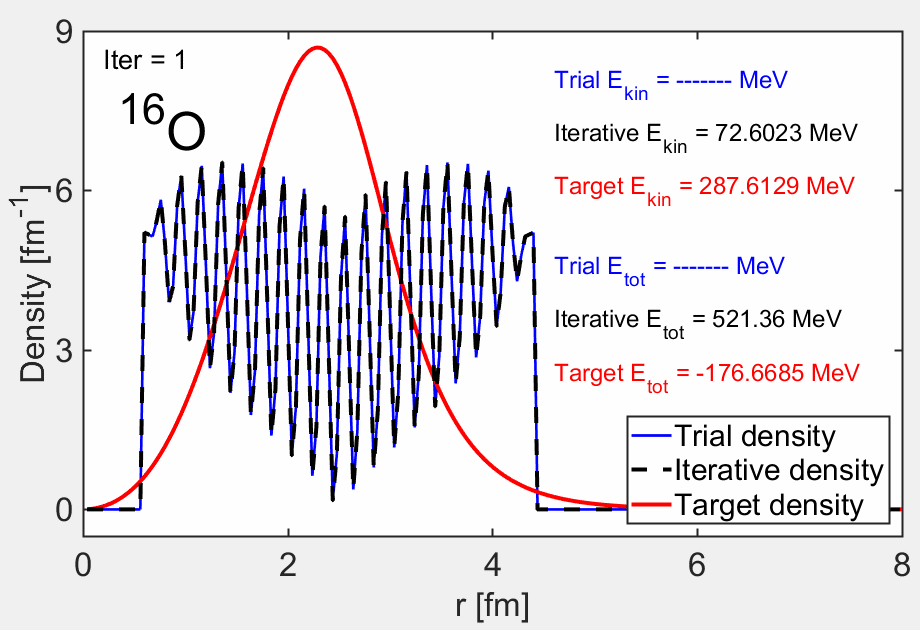 Iter = 1
16O
Trial Ekin = ------- MeV
Iterative Ekin = 72.6023 MeV
Target Ekin = 287.6129 MeV
Trial Etot = ------- MeV
Iterative Etot = 521.36 MeV
Target Etot = -176.6685 MeV
Trial density
Iterative density
Target density
Density [fm-1]
9
6
3
0
0 2 4 6 8
r [fm]